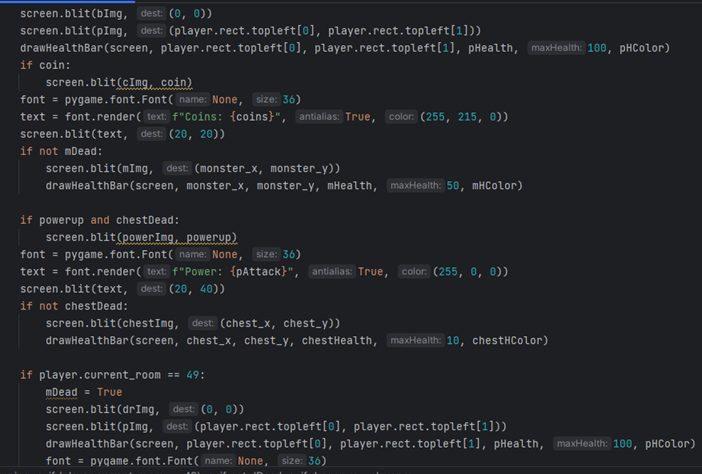 screen.blit(bImg, dest: (0, 0))
screen.blit(pImg, dest: (player.rect.topleft[0], player.rect.topleft[1]))
drawHealthBar(screen, player.rect.topleft[0], player.rect.topleft[1], pHealth, maxHealth: 100, pHColor)
if coin:
    screen.blit(cImg, coin)
font = pygame.font.Font( name: None, size: 36)
text = font.render( text: f"Coins: {coins}", antialias: True, color: (255, 215, 0))
screen.blit(text, dest: (20, 20))
if not mDead:
    screen.blit(mImg, dest: (monster_x, monster_y))
    drawHealthBar(screen, monster_x, monster_y, mHealth, maxHealth: 50, mHColor)
if powerup and chestDead:
    screen.blit(powerImg, powerup)
font = pygame.font.Font( name: None, size: 36)
text = font.render( text: f"Power: {pAttack}", antialias: True, color: (255, 0, 0))
screen.blit(text, dest: (20, 40))
if not chestDead:
    screen.blit(chestImg, dest: (chest_x, chest_y))
    drawHealthBar(screen, chest_x, chest_y, chestHealth, maxHealth: 10, chestHColor)
if player.current_room == 49:
    mDead = True
    screen.blit(drImg, dest: (0, 0))
    screen.blit(pImg, dest: (player.rect.topleft[0], player.rect.topleft[1]))
    drawHealthBar(screen, player.rect.topleft[0], player.rect.topleft[1], pHealth, maxHealth: 100, pHColor)
    font = pygame.font.Font( name: None, size: 36)